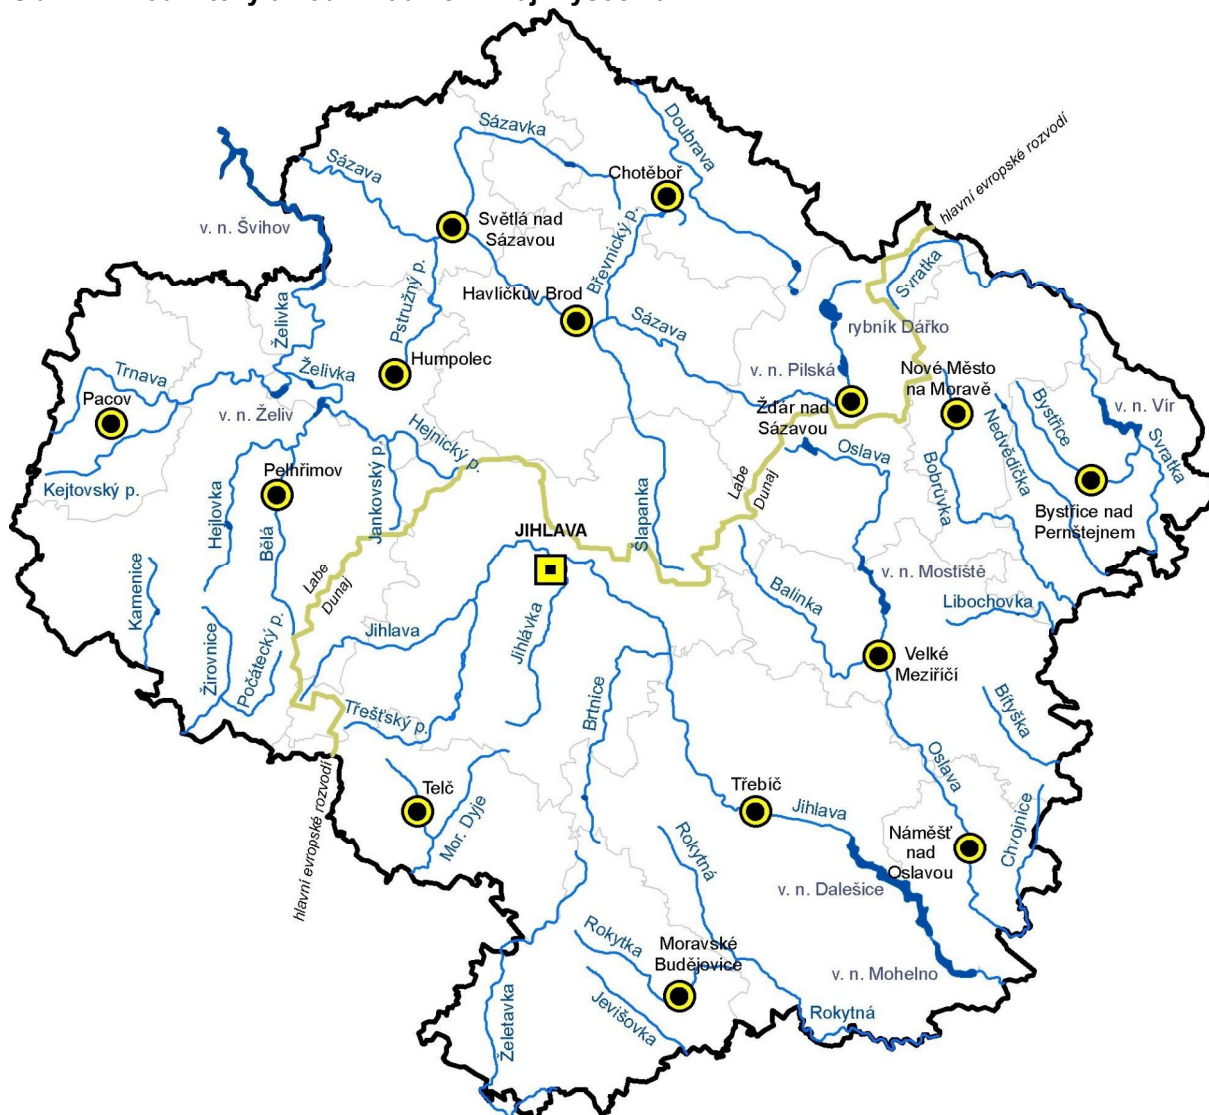 Sázavka
Doubrava
hlavní evropské rozvodí
Sázava
Chotěboř
v. n. Švihov
Světlá nad
Sázavou
Břevnický p.
Svratka
Pstružný p.
Havlíčkův Brod
Sázava
rybník Dářko
Želivka
Humpolec
Želivka
Trnava
Pacov
v. n. Želiv
v. n. Pilská
Nové Město
na Moravě
Žďár nad
Sázavou
Bystřice
v. n. Vír
Nedvědička
Svratka
Hejnický p.
Jankovský p.
Oslava
Bobrůvka
Labe
Dunaj
Pelhřimov
Kejtovský p.
Hejlovka
Bělá
Šlapanka
Bystřice nad
Pernštejnem
JIHLAVA
Labe
Dunaj
v. n. Mostiště
Kamenice
Balinka
Libochovka
Žirovnice
Počátecký p.
Jihlava
Jihlávka
Velké
Meziříčí
Brtnice
Třešťský p.
Bítyška
Oslava
hlavní evropské rozvodí
Telč
Mor. Dyje
Třebíč
Jihlava
Rokytná
Náměšť
nad
Oslavou
Chvojnice
v. n. Dalešice
Rokytka
Moravské
Budějovice
v. n. Mohelno
Želetavka
Jevišovka
Rokytná